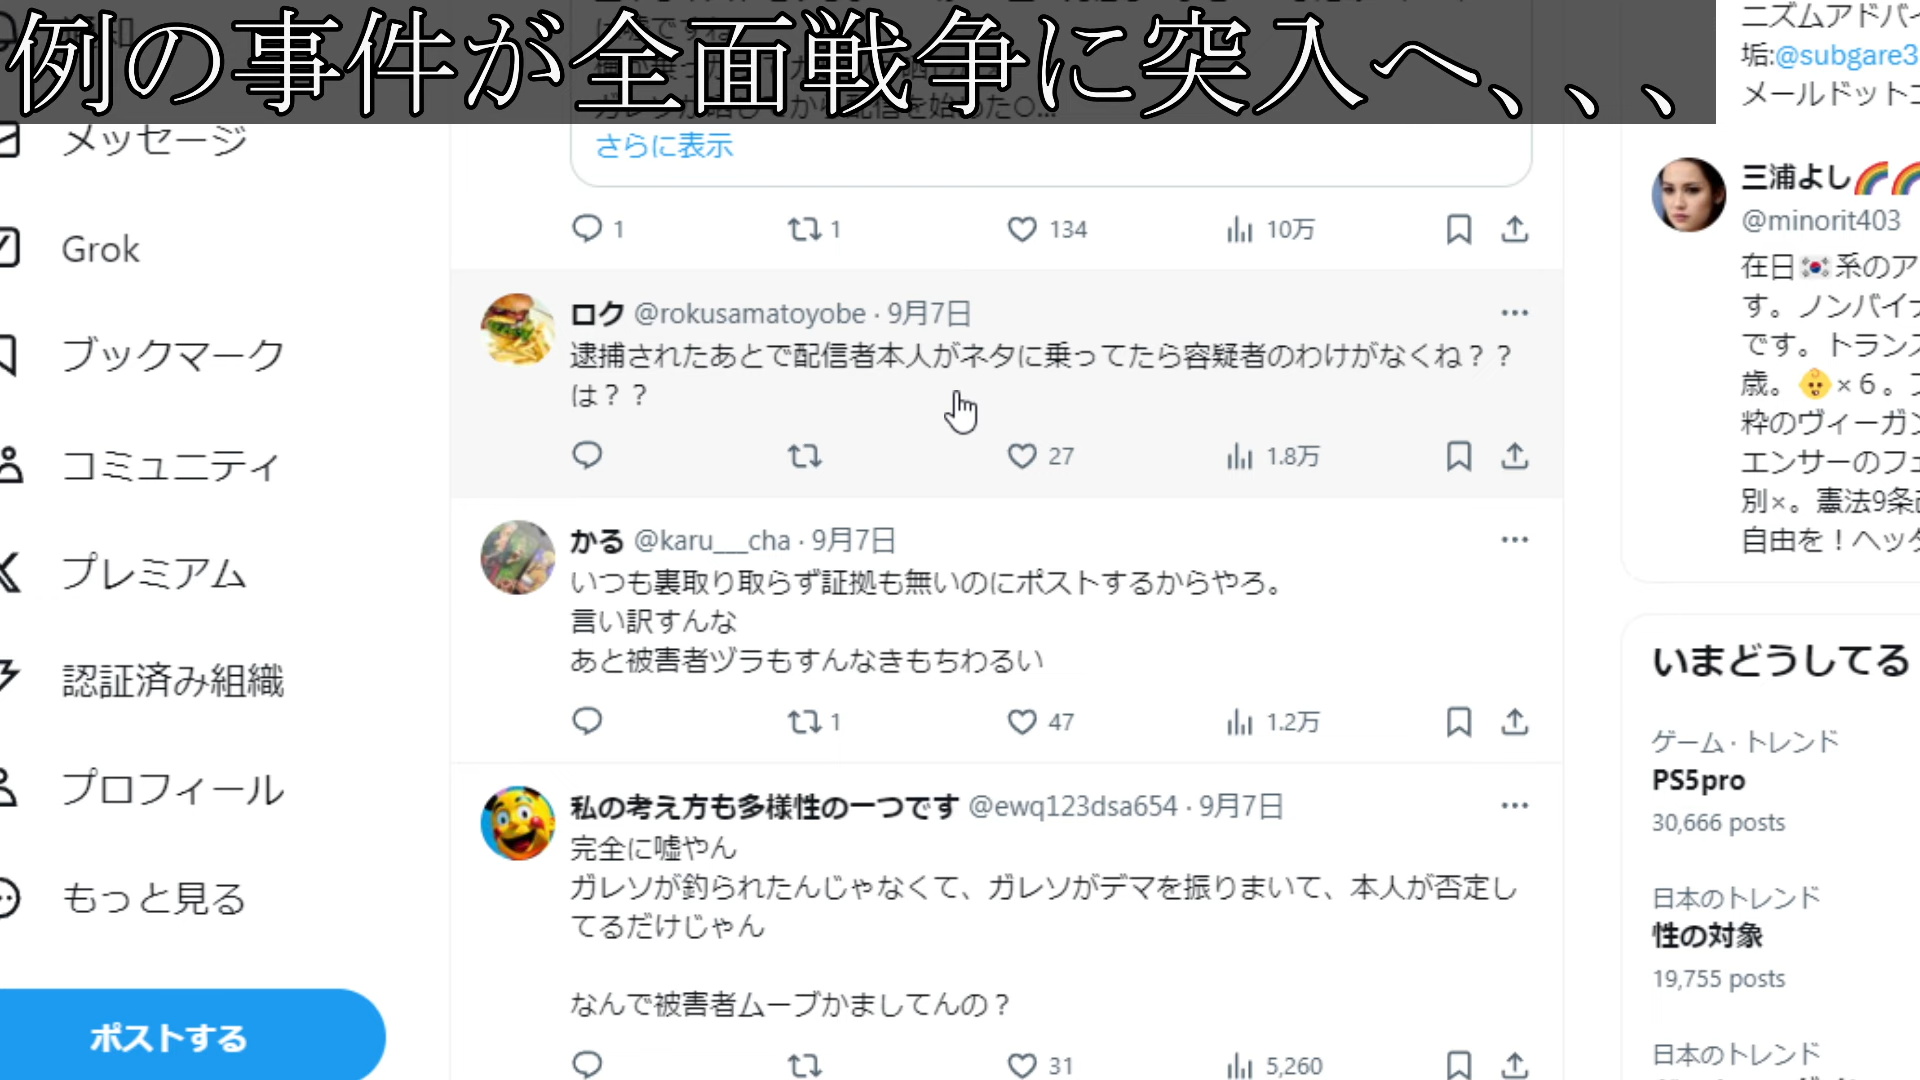 例の事件が全面戦争に突入へ、、、
メッセージ
Grok
ブックマーク
コミュニティ
プレミアム
認証済み組織
プロフィール
もっと見る
ポストする
さらに表示
1 1 134 10万
ロク @rokusamatoyobe · 9月7日
逮捕されたあとで配信者本人がネタに乗ってたら容疑者のわけがなくね？？
は？？
27 1.8万
かる @karu___cha · 9月7日
いつも裏取り取らず証拠も無いのにポストするからやろ。
言い訳すんな
あと被害者ヅラもすんなきもちわるい
1 47 1.2万
私の考え方も多様性の一つです @ewq123dsa654 · 9月7日
完全に嘘やん
ガレソが釣られたんじゃなくて、ガレソがデマを振りまいて、本人が否定し
てるだけじゃん
なんで被害者ムーブかましてんの？
31 5,260
ニズムアドバイ
垢:@subgare3
メールドットコ
三浦よし🌈🌈
@minorit403
在日🇰🇷系のア
す。ノンバイナ
です。トランス
歳。👶×６。フ
粋のヴィーガン
エンサーのフェ
別×。憲法9条改
自由を！ヘッダ
いまどうしてる
ゲーム · トレンド
PS5pro
30,666 posts
日本のトレンド
性の対象
19,755 posts
日本のトレンド